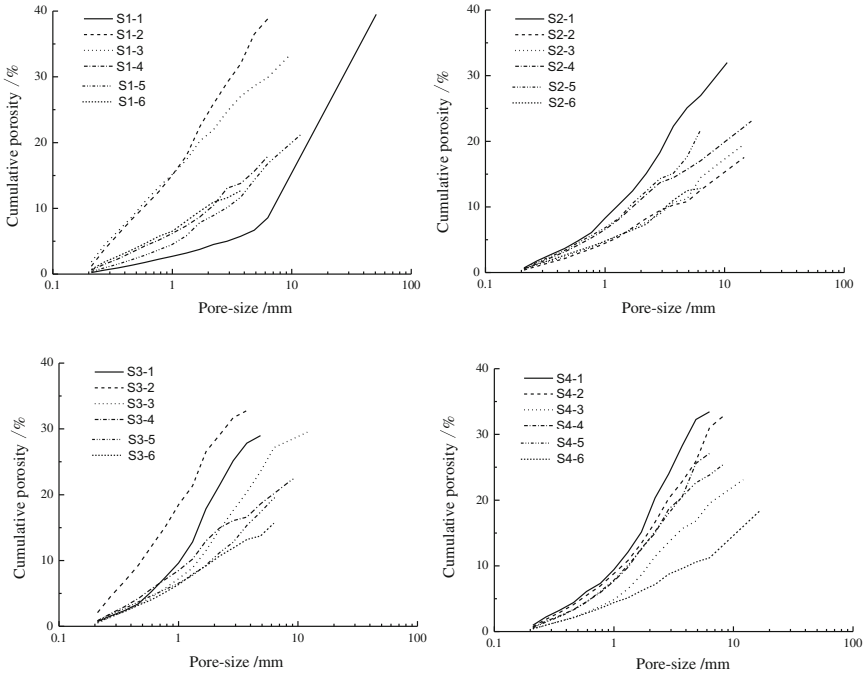 40
30
20
10
0
0.1
1
10
100
Cumulative porosity / %
Pore-size /mm
S1-1
S1-2
S1-3
S1-4
S1-5
S1-6
40
30
20
10
0
0.1
1
10
100
Cumulative porosity / %
Pore-size /mm
S2-1
S2-2
S2-3
S2-4
S2-5
S2-6
40
30
20
10
0
0.1
1
10
100
Cumulative porosity / %
Pore-size /mm
S3-1
S3-2
S3-3
S3-4
S3-5
S3-6
40
30
20
10
0
0.1
1
10
100
Cumulative porosity / %
Pore-size /mm
S4-1
S4-2
S4-3
S4-4
S4-5
S4-6